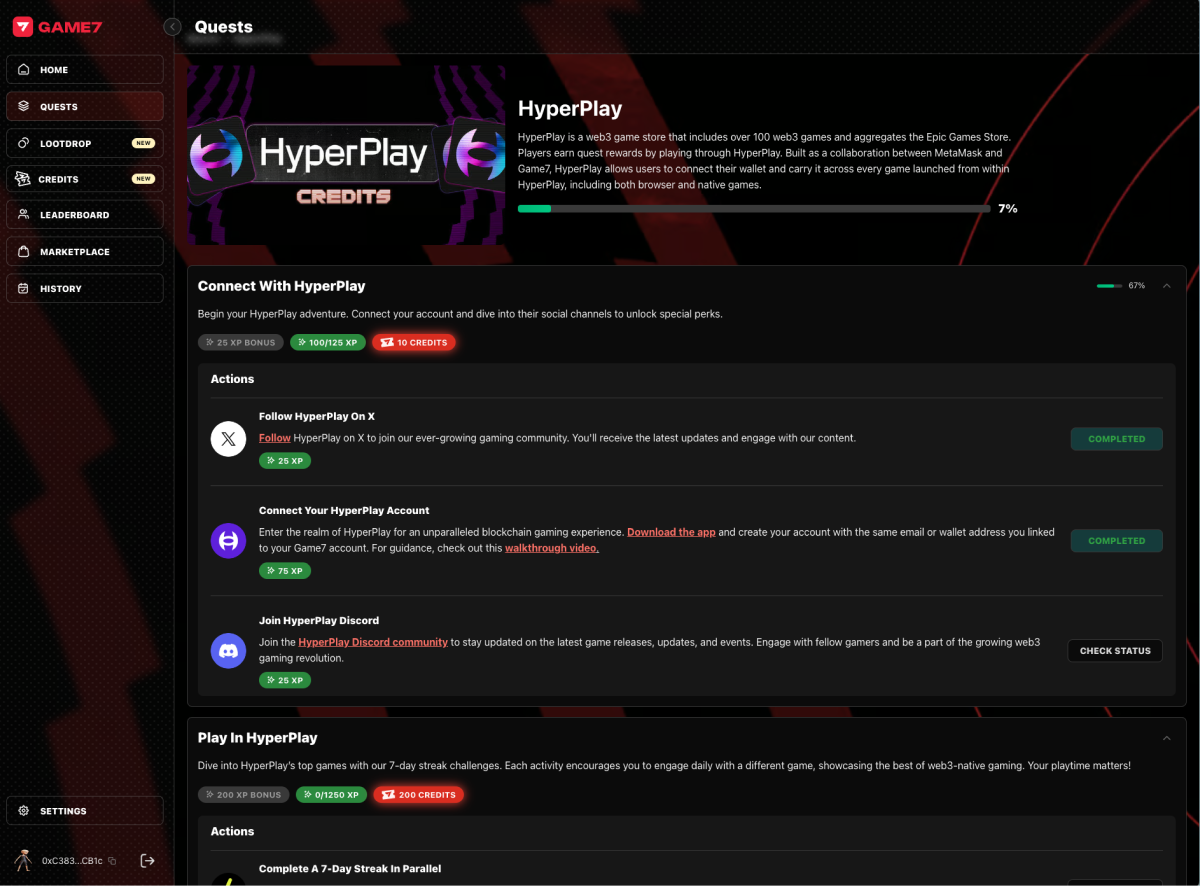 GAME7
Quests
HOME
QUESTS
LOOTDROP NEW
CREDITS NEW
LEADERBOARD
MARKETPLACE
HISTORY
SETTINGS
0xC383...CB1c
HyperPlay
CREDITS
HyperPlay
HyperPlay is a web3 game store that includes over 100 web3 games and aggregates the Epic Games Store.
Players earn quest rewards by playing through HyperPlay. Built as a collaboration between MetaMask and
Game7, HyperPlay allows users to connect their wallet and carry it across every game launched from within
HyperPlay, including both browser and native games.
7%
Connect With HyperPlay
67%
Begin your HyperPlay adventure. Connect your account and dive into their social channels to unlock special perks.
25 XP BONUS 100/125 XP 10 CREDITS
Actions
Follow HyperPlay On X
Follow HyperPlay on X to join our ever-growing gaming community. You'll receive the latest updates and engage with our content.
25 XP
COMPLETED
Connect Your HyperPlay Account
Enter the realm of HyperPlay for an unparalleled blockchain gaming experience. Download the app and create your account with the same email or wallet address you linked
to your Game7 account. For guidance, check out this walkthrough video.
75 XP
COMPLETED
Join HyperPlay Discord
Join the HyperPlay Discord community to stay updated on the latest game releases, updates, and events. Engage with fellow gamers and be a part of the growing web3
gaming revolution.
25 XP
CHECK STATUS
Play In HyperPlay
Dive into HyperPlay's top games with our 7-day streak challenges. Each activity encourages you to engage daily with a different game, showcasing the best of web3-native gaming. Your playtime matters!
200 XP BONUS 0/1250 XP 200 CREDITS
Actions
Complete A 7-Day Streak In Parallel